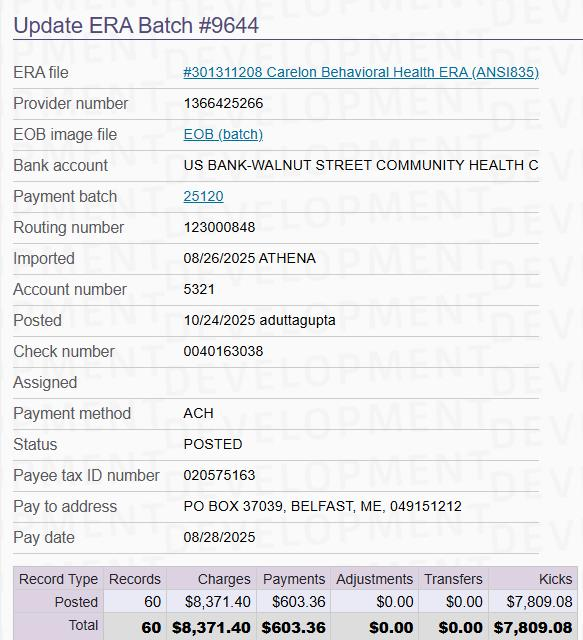 Update ERA Batch #9644
ERA file #301311208 Carelon Behavioral Health ERA (ANSI835)
Provider number 1366425266
EOB image file EOB (batch)
Bank account US BANK-WALNUT STREET COMMUNITY HEALTH C
Payment batch 25120
Routing number 123000848
Imported 08/26/2025 ATHENA
Account number 5321
Posted 10/24/2025 aduttagupta
Check number 0040163038
Assigned
Payment method ACH
Status POSTED
Payee tax ID number 020575163
Pay to address PO BOX 37039, BELFAST, ME, 049151212
Pay date 08/28/2025
Record Type Records Charges Payments Adjustments Transfers Kicks
Posted 60 $8,371.40 $603.36 $0.00 $0.00 $7,809.08
Total 60 $8,371.40 $603.36 $0.00 $0.00 $7,809.08